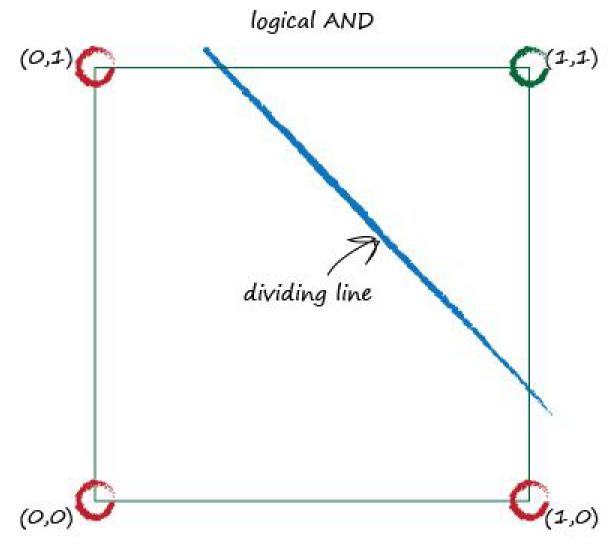 logical AND
(0,1)
(1,1)
dividing line
(0,0)
(1,0)